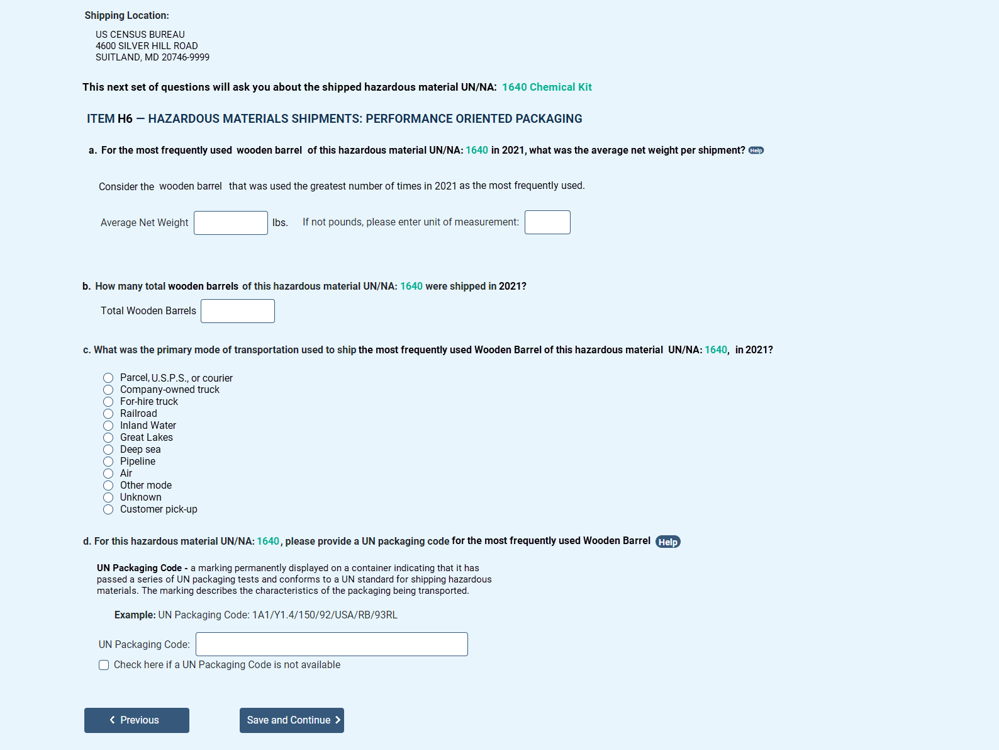 Shipping Location:
US CENSUS BUREAU
4600 SILVER HILL ROAD
SUITLAND, MD 20746-9999
This next set of questions will ask you about the shipped hazardous material UN/NA: 1640 Chemical Kit
ITEM H6 — HAZARDOUS MATERIALS SHIPMENTS: PERFORMANCE ORIENTED PACKAGING
a. For the most frequently used wooden barrel of this hazardous material UN/NA: 1640 in 2021, what was the average net weight per shipment? Help
Consider the wooden barrel that was used the greatest number of times in 2021 as the most frequently used.
Average Net Weight lbs. If not pounds, please enter unit of measurement:
b. How many total wooden barrels of this hazardous material UN/NA: 1640 were shipped in 2021?
Total Wooden Barrels
c. What was the primary mode of transportation used to ship the most frequently used Wooden Barrel of this hazardous material UN/NA: 1640, in 2021?
Parcel, U.S.P.S., or courier
Company-owned truck
For-hire truck
Railroad
Inland Water
Great Lakes
Deep sea
Pipeline
Air
Other mode
Unknown
Customer pick-up
d. For this hazardous material UN/NA: 1640, please provide a UN packaging code for the most frequently used Wooden Barrel Help
UN Packaging Code - a marking permanently displayed on a container indicating that it has
passed a series of UN packaging tests and conforms to a UN standard for shipping hazardous
materials. The marking describes the characteristics of the packaging being transported.
Example: UN Packaging Code: 1A1/Y1.4/150/92/USA/RB/93RL
UN Packaging Code:
Check here if a UN Packaging Code is not available
Previous Save and Continue